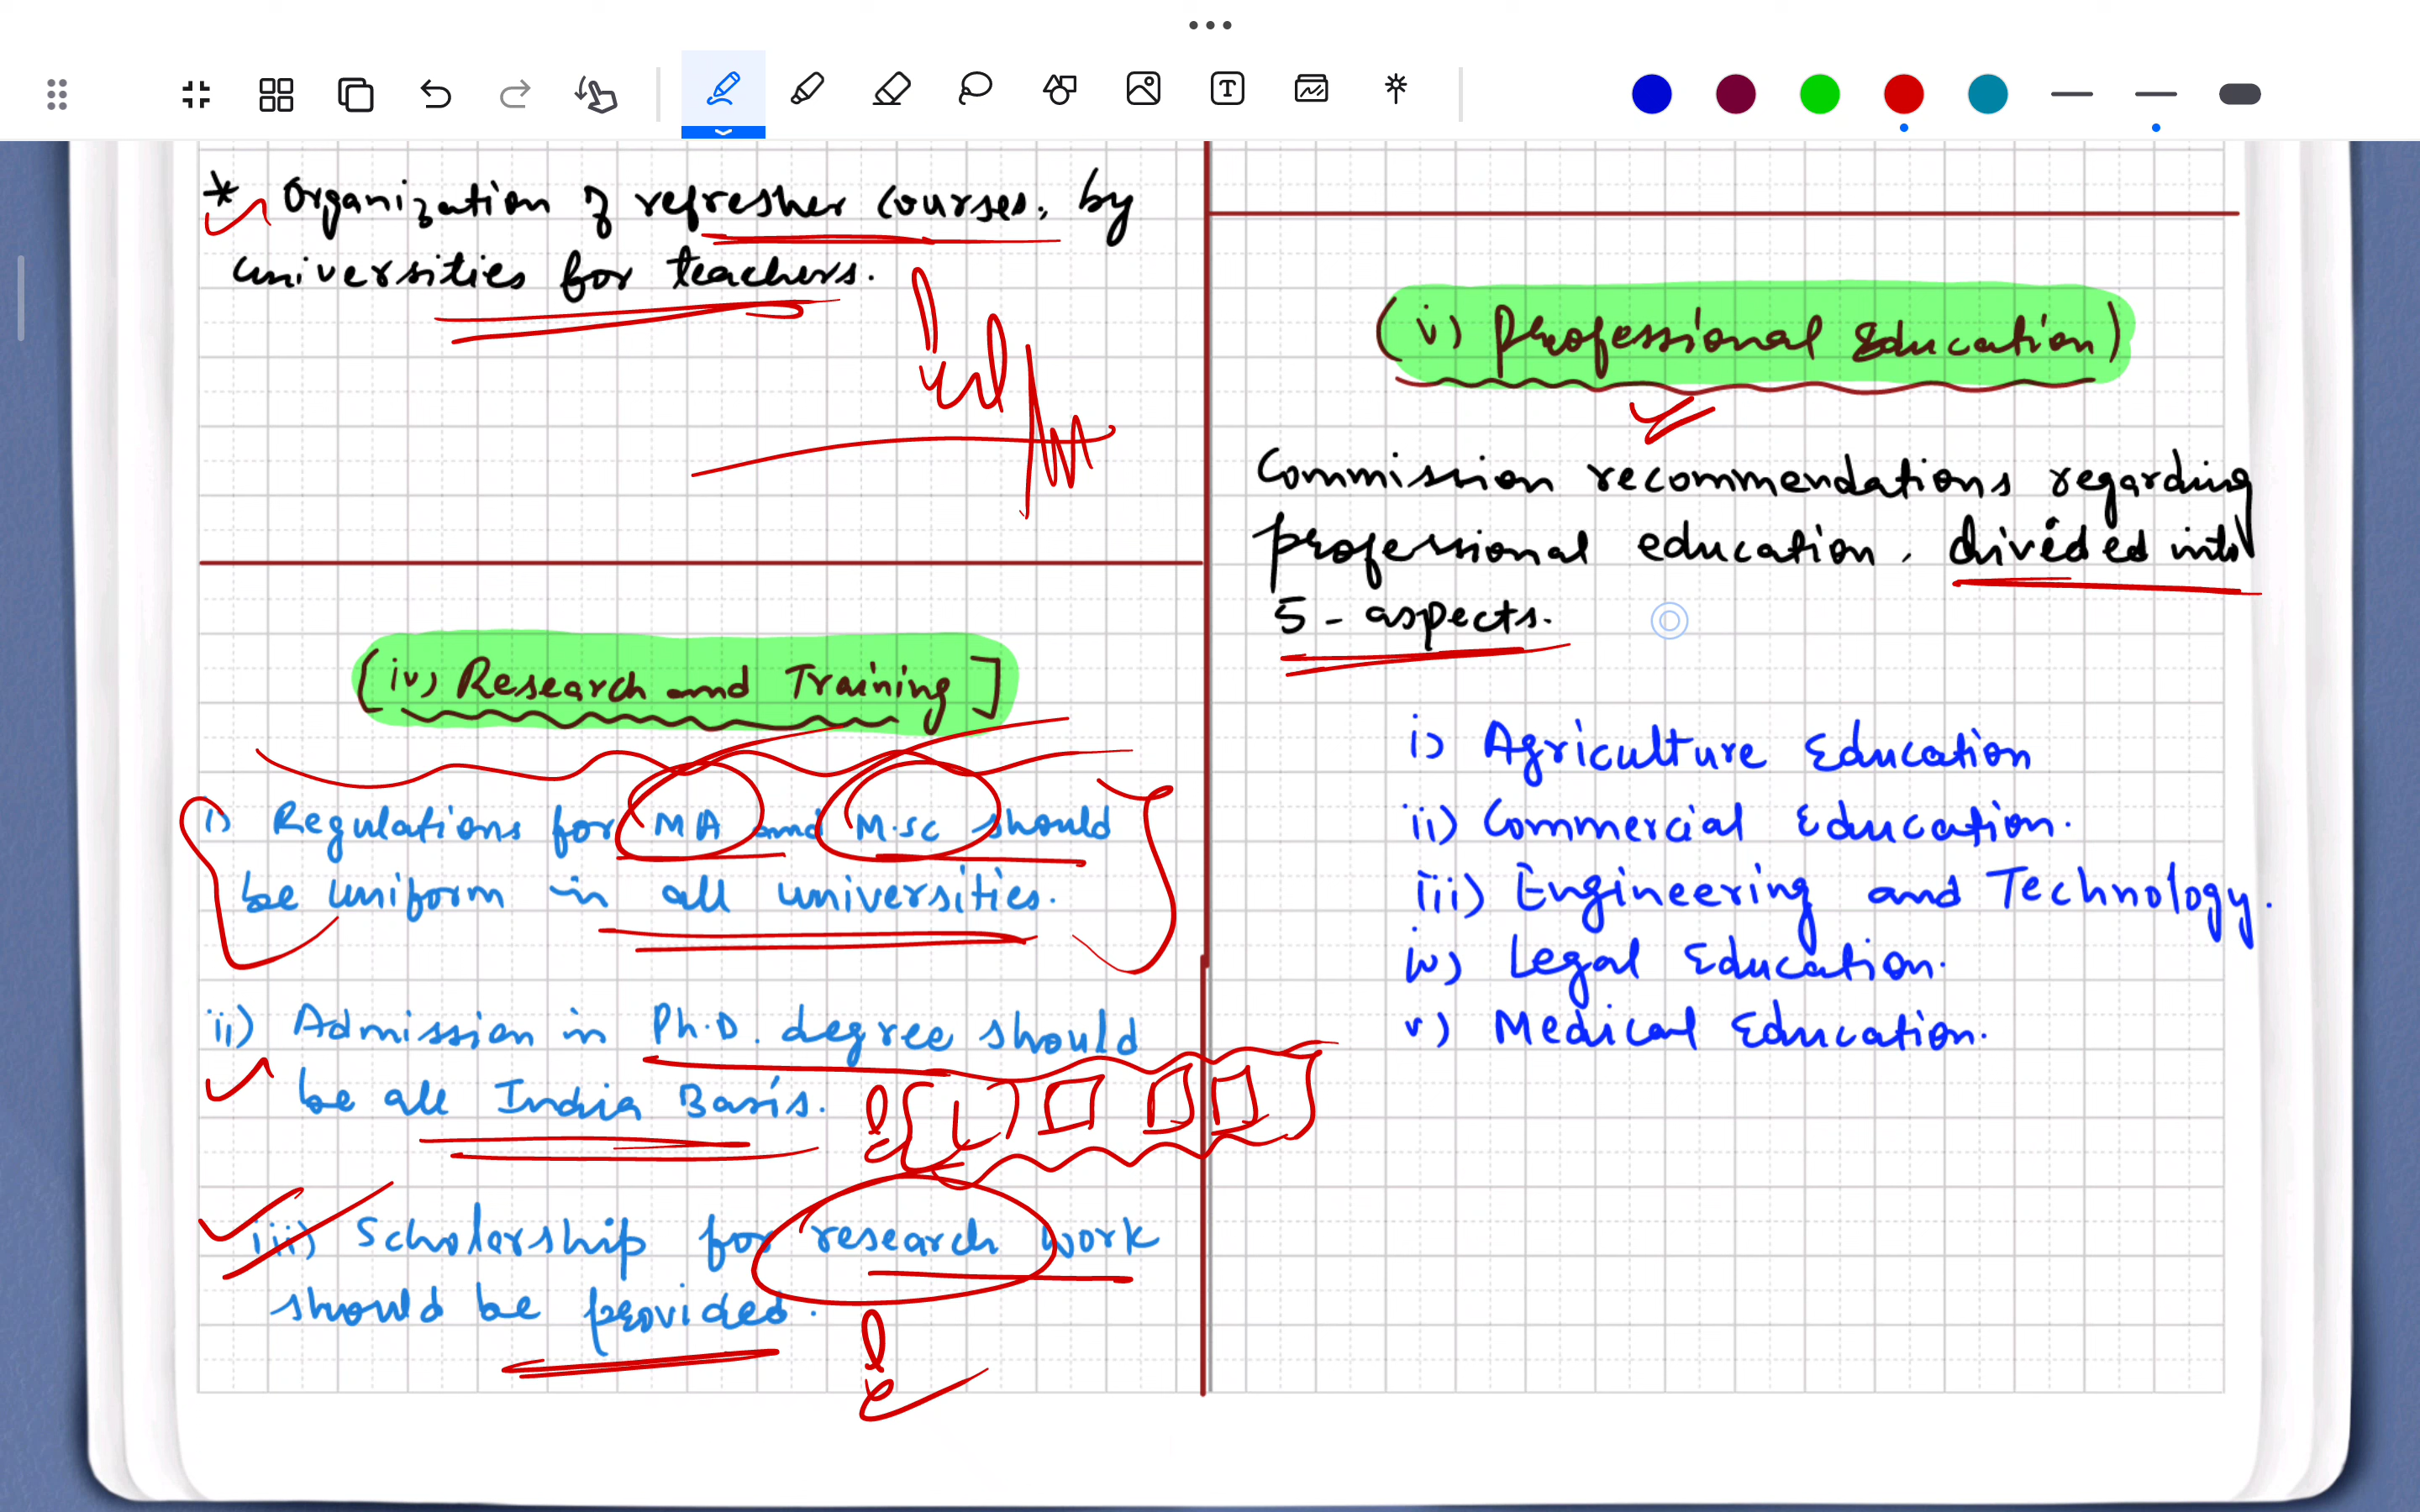 * Organization of refresher courses, by
universities for teachers.
[iv) Research and Training]
i) Regulations for MA and M.sc should
be uniform in all universities.
ii) Admission in Ph.D. degree should
be all India Basis.
iii) Scholarship for research work
should be provided.
(v) Professional Education)
Commission recommendations regarding
professional education, divided into
5 - aspects.
i) Agriculture Education
ii) Commercial Education.
iii) Engineering and Technology.
iv) Legal Education.
v) Medical Education.